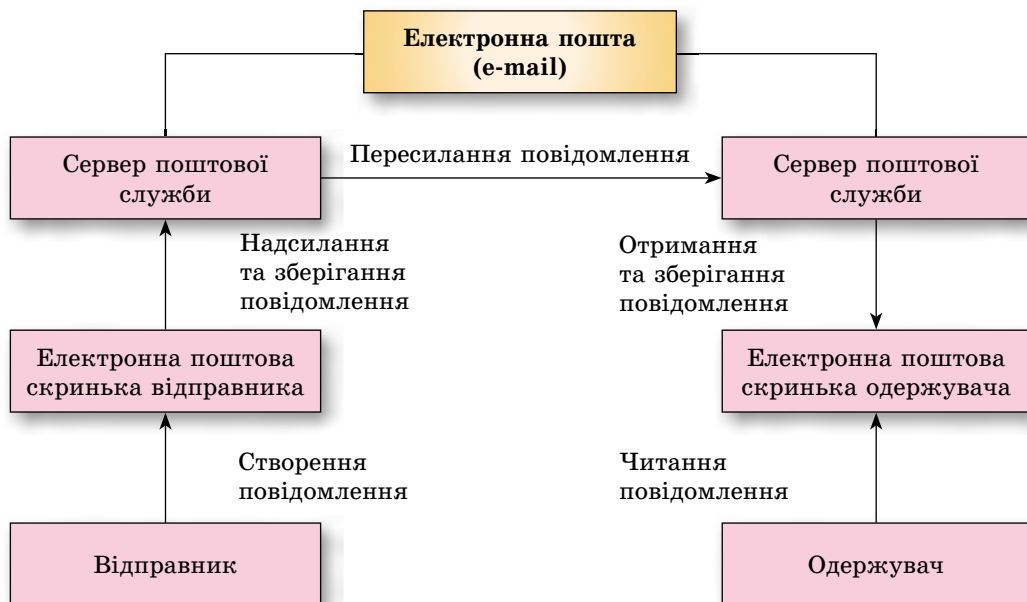 Електронна пошта
(e-mail)
Сервер поштової
служби
Пересилання повідомлення
Сервер поштової
служби
Надсилання
та зберігання
повідомлення
Отримання
та зберігання
повідомлення
Електронна поштова
скринька відправника
Електронна поштова
скринька одержувача
Створення
повідомлення
Читання
повідомлення
Відправник
Одержувач